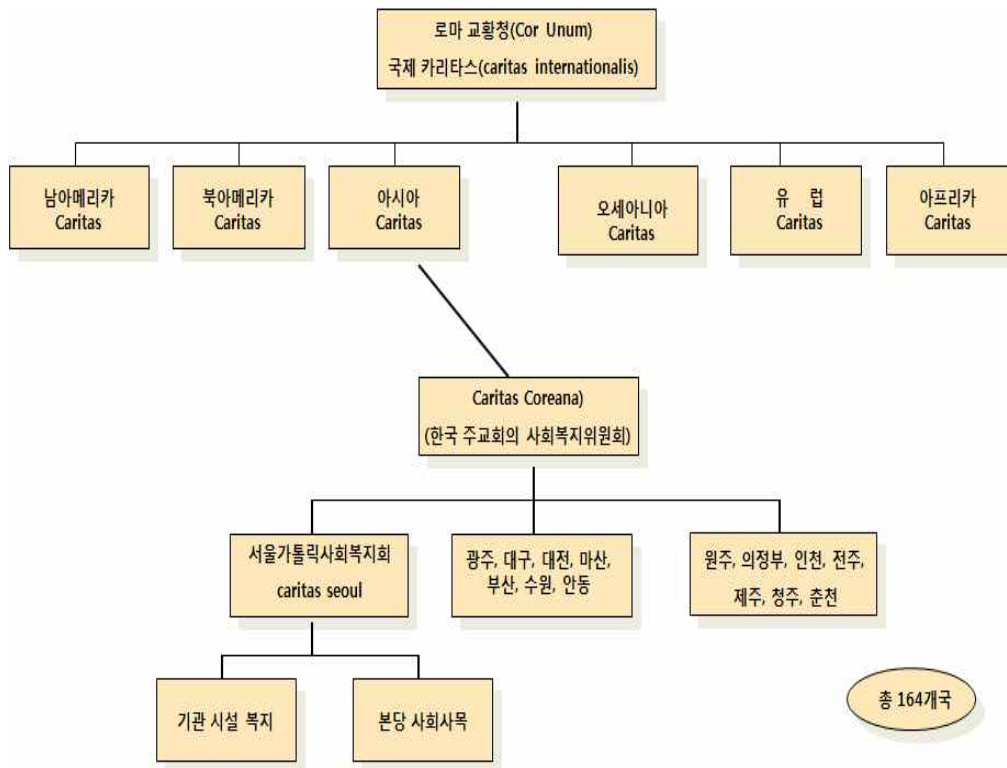 로마 교황청(Cor Unum)
국제 카리타스(caritas internationalis)
남아메리카
Caritas
북아메리카
Caritas
아시아
Caritas
오세아니아
Caritas
유 럽
Caritas
아프리카
Caritas
Caritas Coreana)
(한국 주교회의 사회복지위원회)
서울가톨릭사회복지회
caritas seoul
광주, 대구, 대전, 마산,
부산, 수원, 안동
원주, 의정부, 인천, 전주,
제주, 청주, 춘천
기관 시설 복지
본당 사회사목
총 164개국